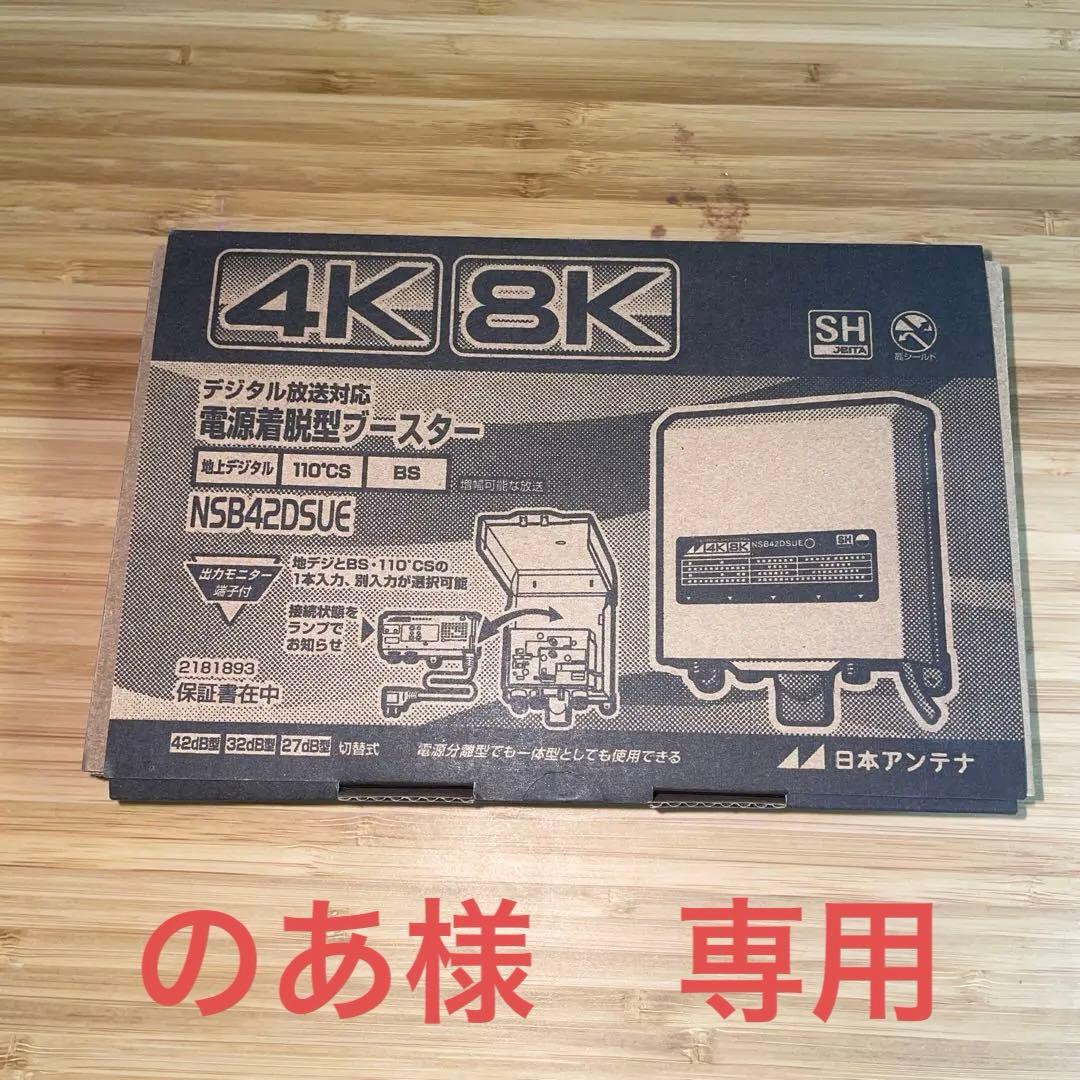 4K 8K
SH
JEITA
高シールド
デジタル放送対応
電源着脱型ブースター
地上デジタル 110°CS BS
増幅可能な放送
NSB42DSUE
出力モニター
端子付
地デジとBS・110°CSの
1本入力、別入力が選択可能
接続状態を
ランプで
お知らせ
4K 8K NSB42DSUE SH
2181893
保証書在中
42dB型 32dB型 27dB型 切替式
電源分離型でも一体型としても使用できる
日本アンテナ
のあ様 専用